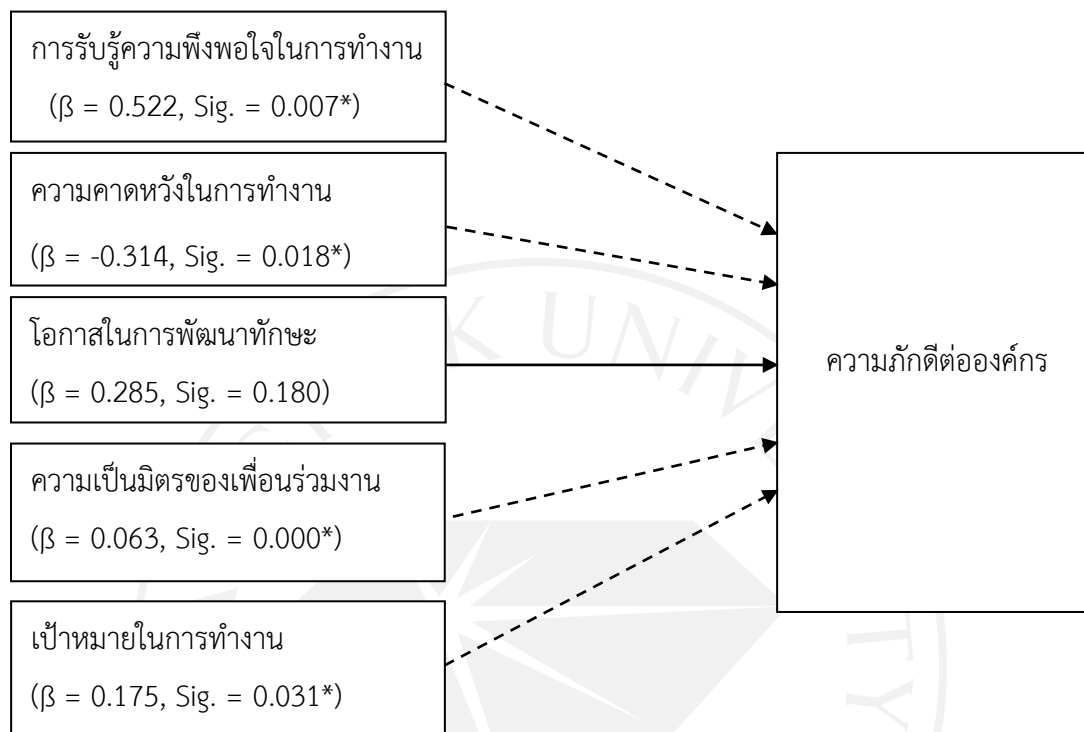 การรับรู้ความพึงพอใจในการทำงาน
(β = 0.522, Sig. = 0.007*)
ความคาดหวังในการทำงาน
(β = -0.314, Sig. = 0.018*)
โอกาสในการพัฒนาทักษะ
(β = 0.285, Sig. = 0.180)
ความเป็นมิตรของเพื่อนร่วมงาน
(β = 0.063, Sig. = 0.000*)
เป้าหมายในการทำงาน
(β = 0.175, Sig. = 0.031*)
ความภักดีต่อองค์กร